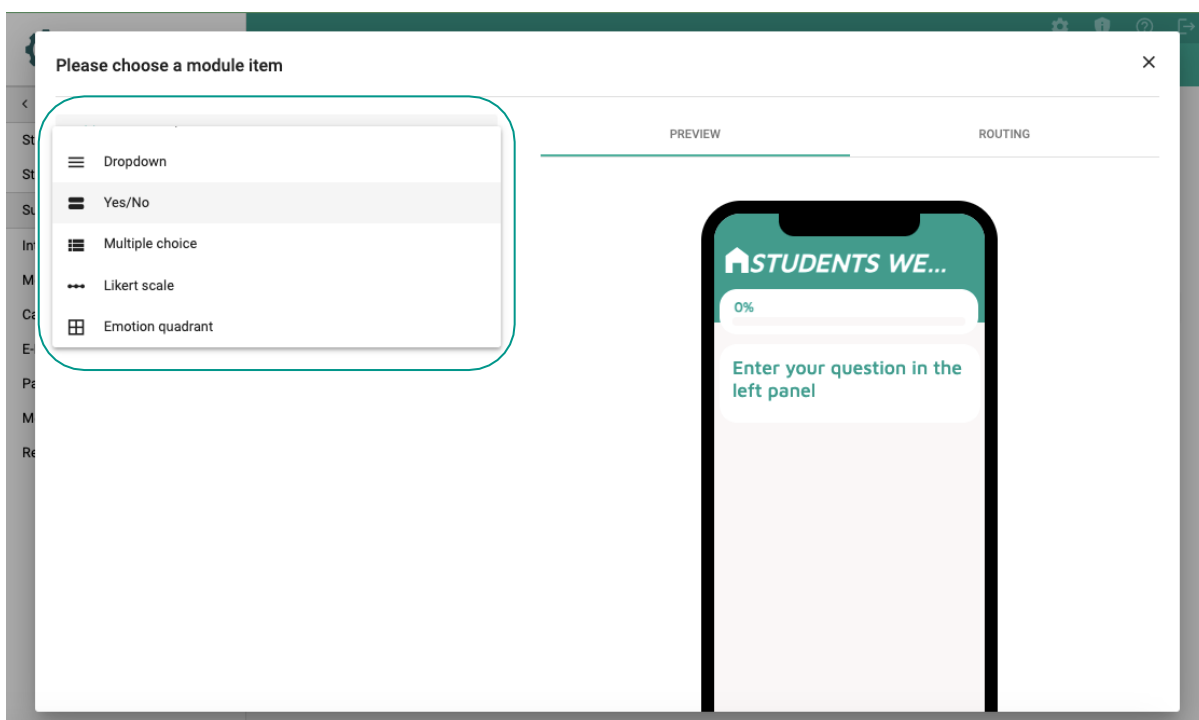 Please choose a module item
PREVIEW
ROUTING
Dropdown
Yes/No
Multiple choice
Likert scale
Emotion quadrant
STUDENTS WE...
0%
Enter your question in the
left panel